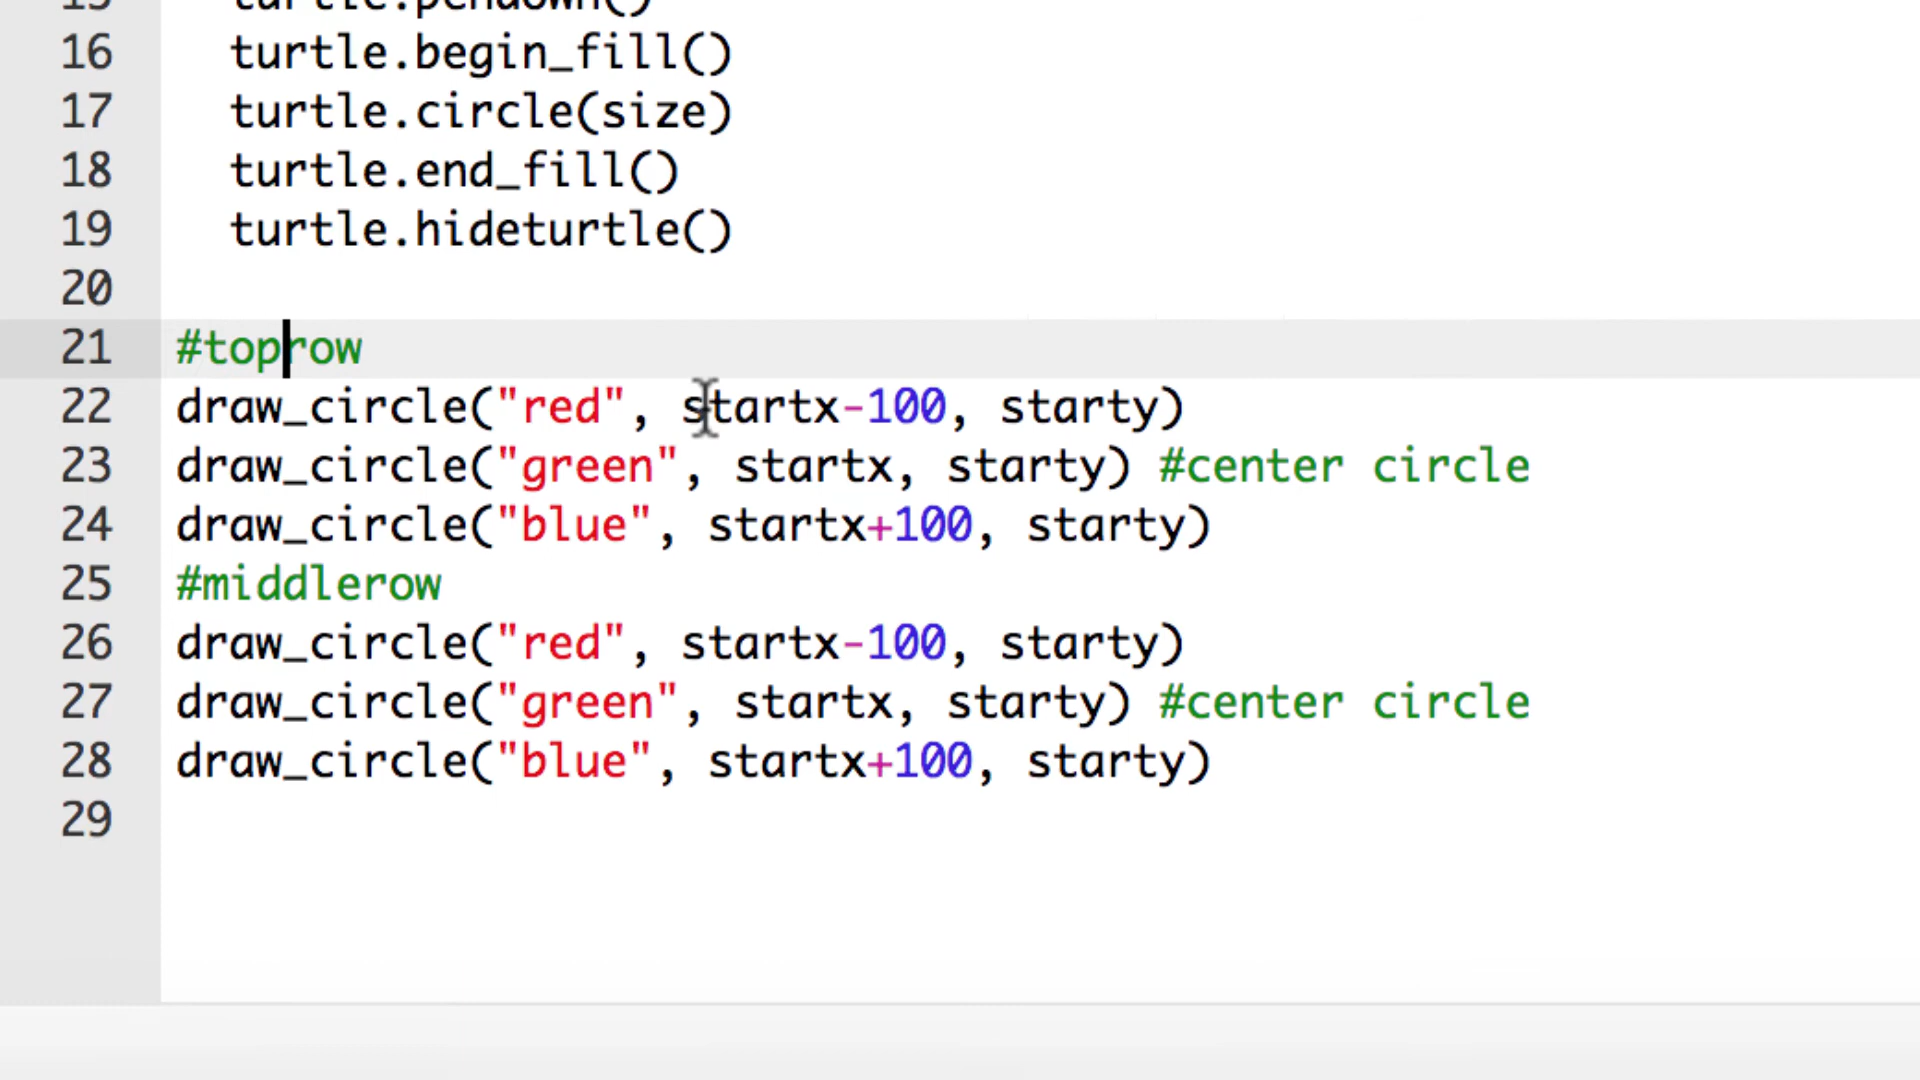 15 turtle.pendown()
16 turtle.begin_fill()
17 turtle.circle(size)
18 turtle.end_fill()
19 turtle.hideturtle()
20
21 #toprow
22 draw_circle("red", startx-100, starty)
23 draw_circle("green", startx, starty) #center circle
24 draw_circle("blue", startx+100, starty)
25 #middlerow
26 draw_circle("red", startx-100, starty)
27 draw_circle("green", startx, starty) #center circle
28 draw_circle("blue", startx+100, starty)
29